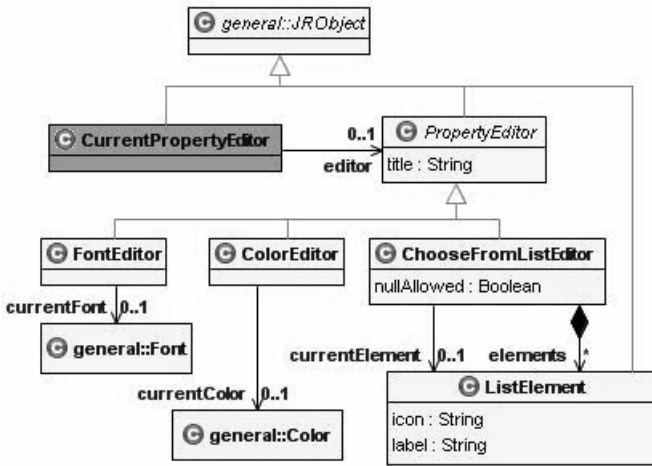 C general::JRObject
C CurrentPropertyEditor
0..1
editor
C PropertyEditor
title : String
C FontEditor
C ColorEditor
C ChooseFromListEditor
nullAllowed : Boolean
currentFont 0..1
C general::Font
currentElement 0..1
elements *
currentColor 0..1
C general::Color
C ListElement
icon : String
label : String